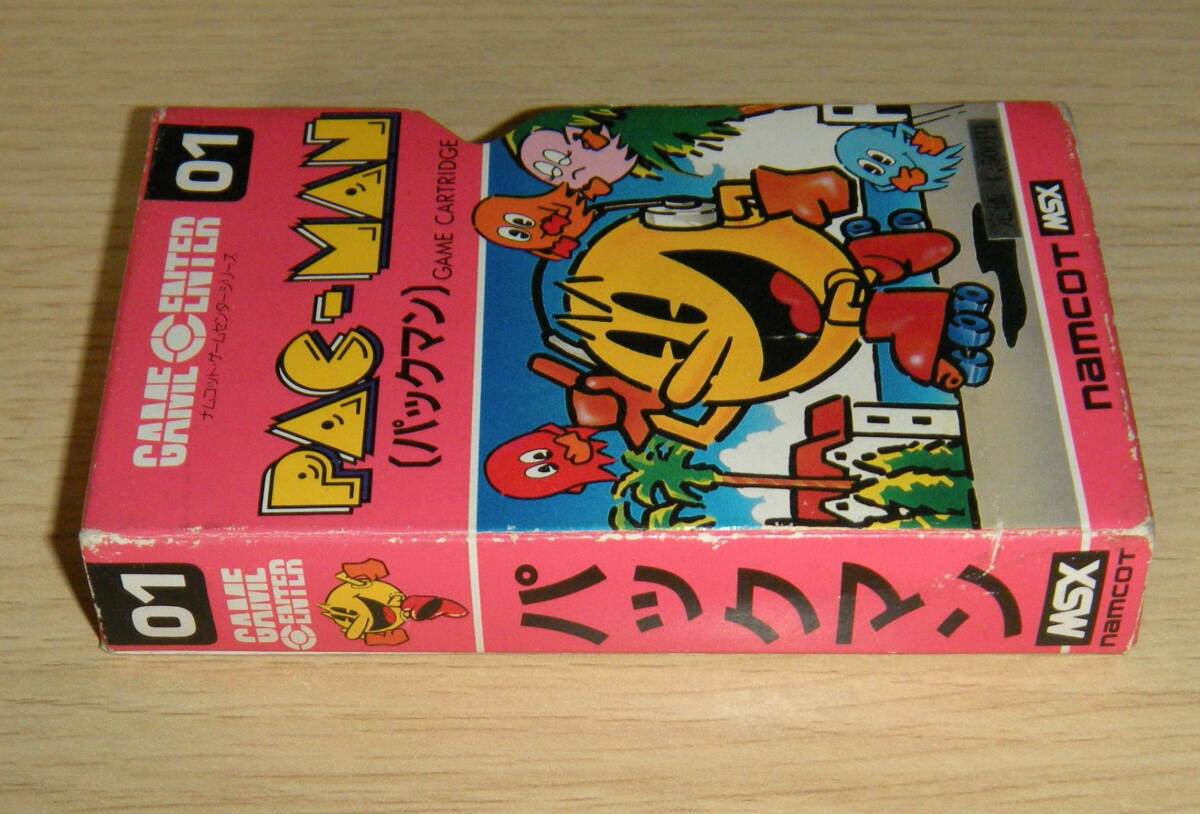 GAME CENTER
01
ナムコット・ゲームセンターシリーズ
PAC-MAN
〔パックマン〕 GAME CARTRIDGE
定価
namcot MSX
01
GAME CENTER
パックマン
MSX
namcot